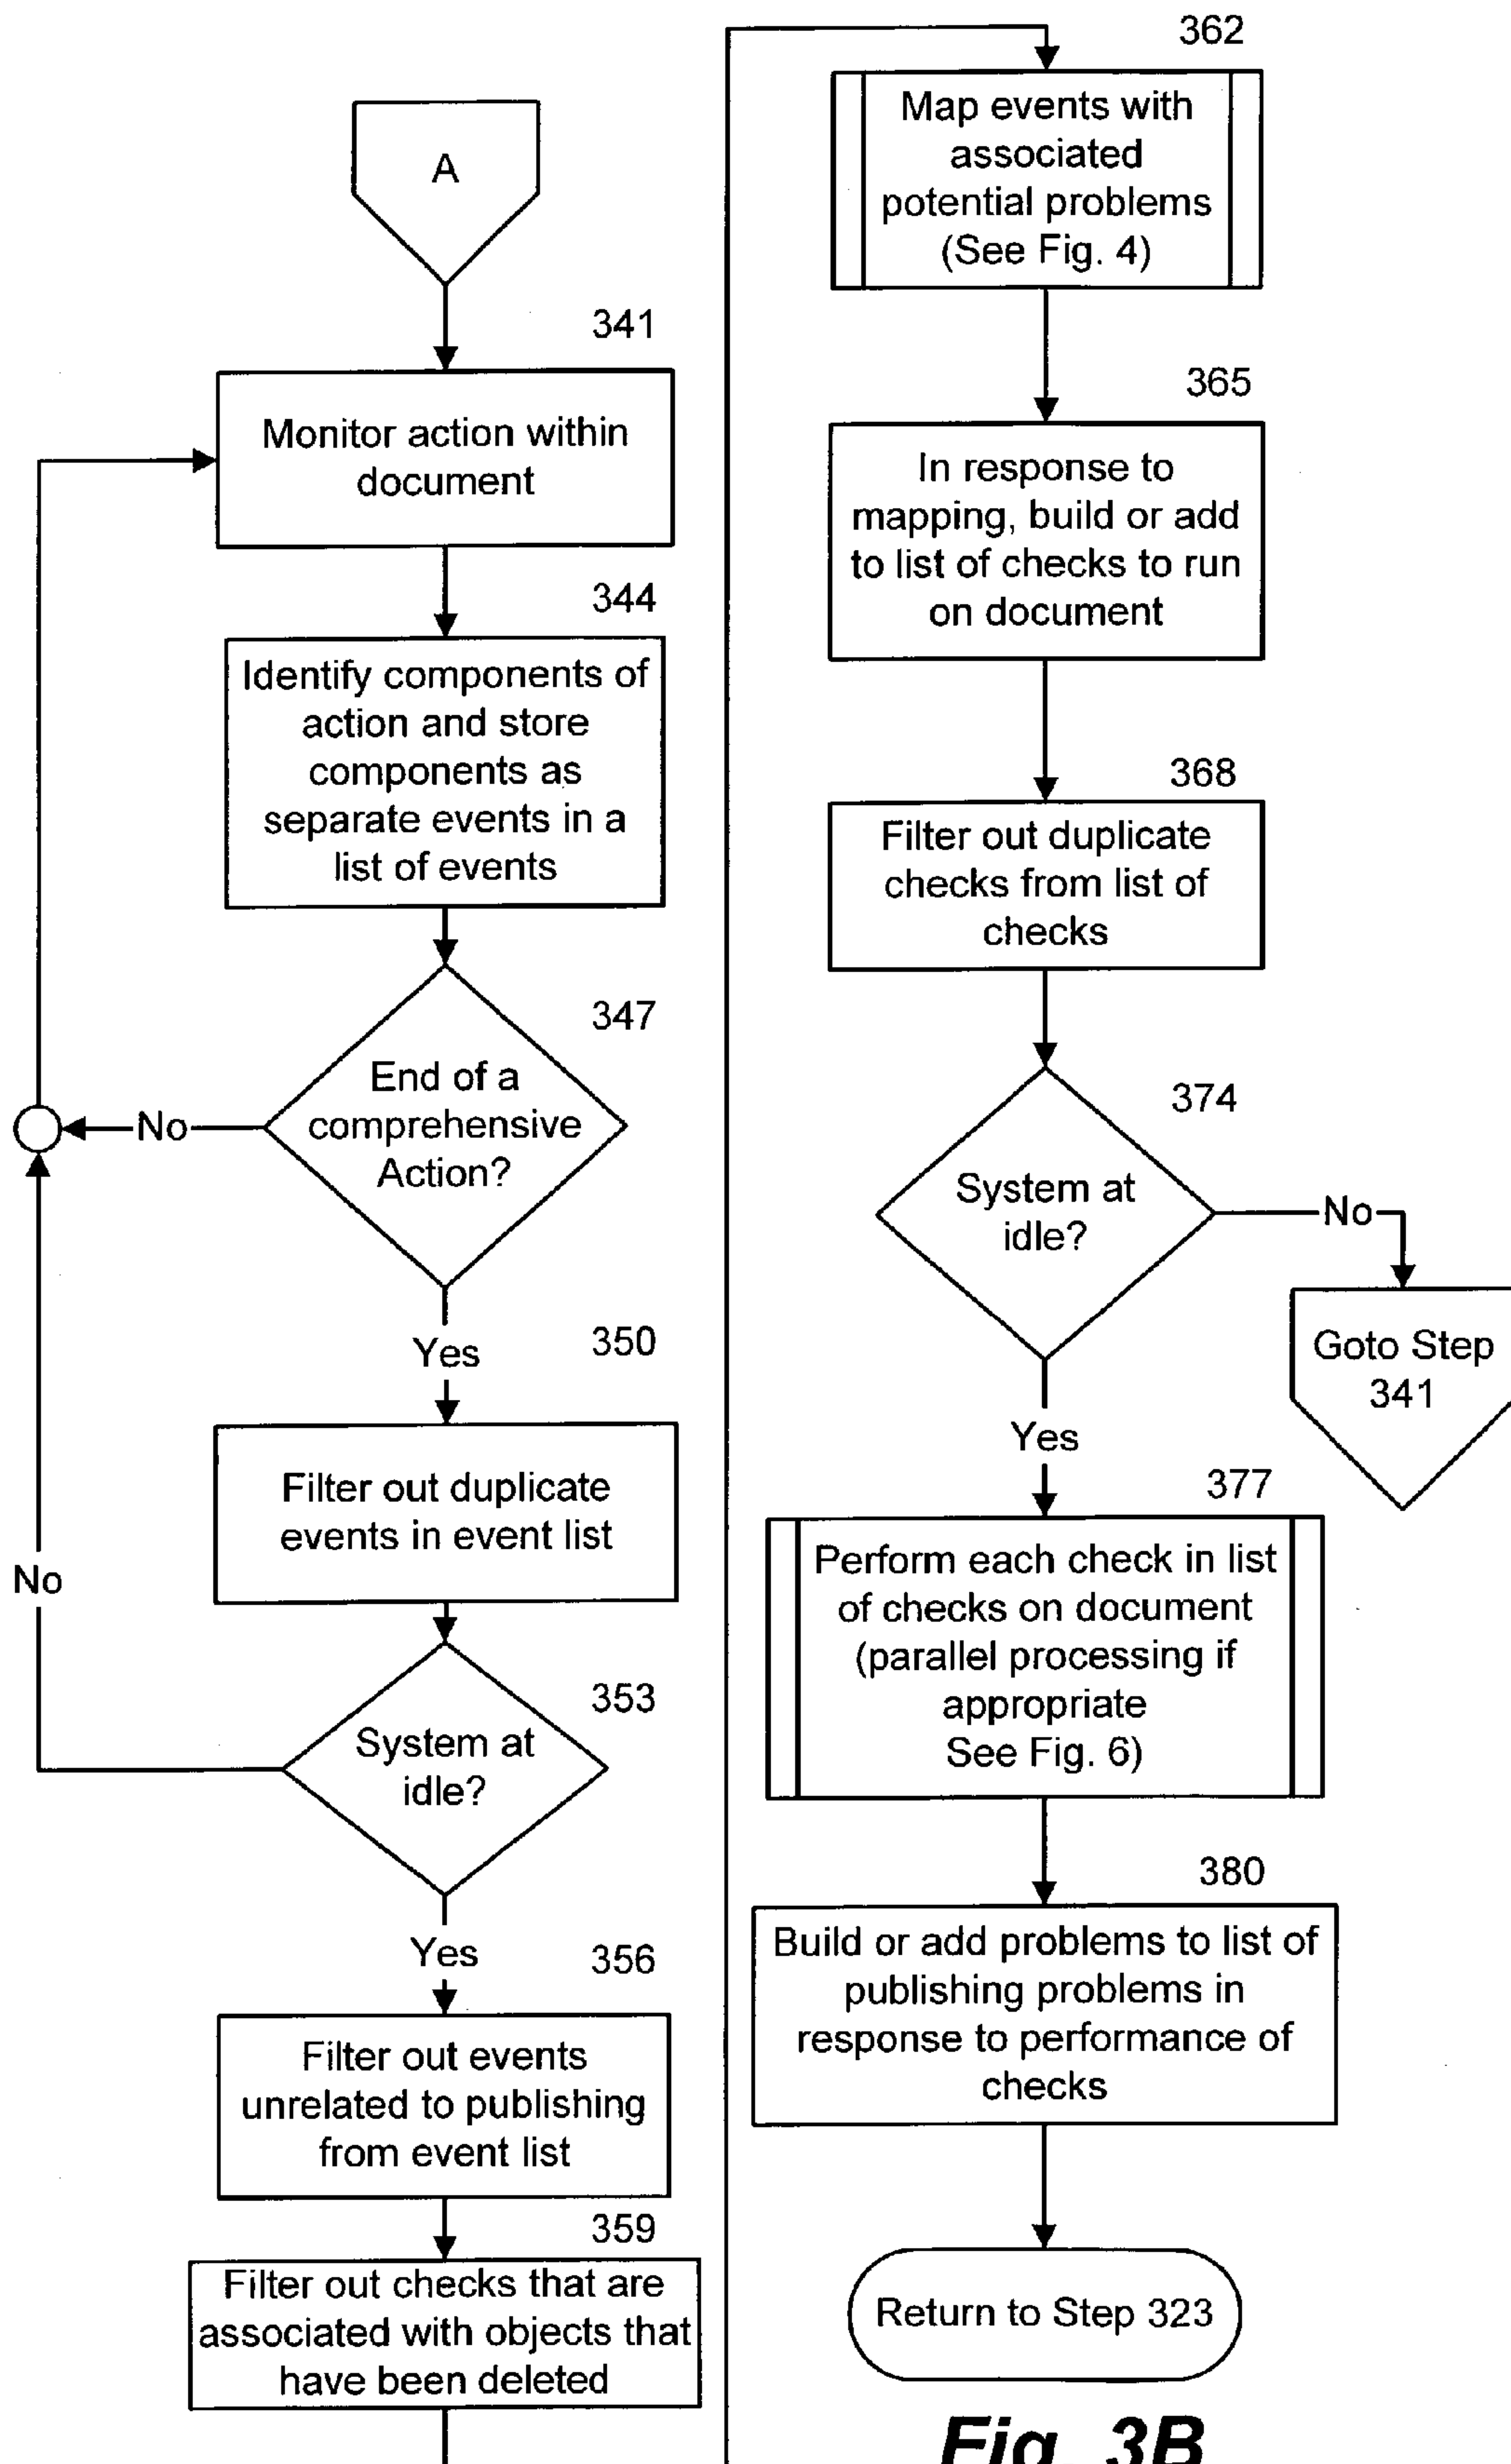 A
341
Monitor action within
document
344
Identify components of
action and store
components as
separate events in a
list of events
347
End of a
comprehensive
Action?
No
Yes
350
Filter out duplicate
events in event list
No
353
System at
idle?
Yes
356
Filter out events
unrelated to publishing
from event list
359
Filter out checks that are
associated with objects that
have been deleted
362
Map events with
associated
potential problems
(See Fig. 4)
365
In response to
mapping, build or add
to list of checks to run
on document
368
Filter out duplicate
checks from list of
checks
374
System at
idle?
No
Goto Step
341
Yes
377
Perform each check in list
of checks on document
(parallel processing if
appropriate
See Fig. 6)
380
Build or add problems to list of
publishing problems in
response to performance of
checks
Return to Step 323
Fig. 3B